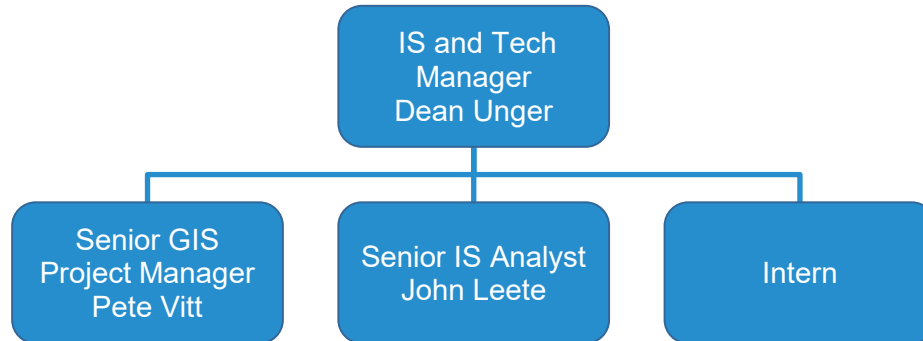 IS and Tech
Manager
Dean Unger
Senior GIS
Project Manager
Pete Vitt
Senior IS Analyst
John Leete
Intern